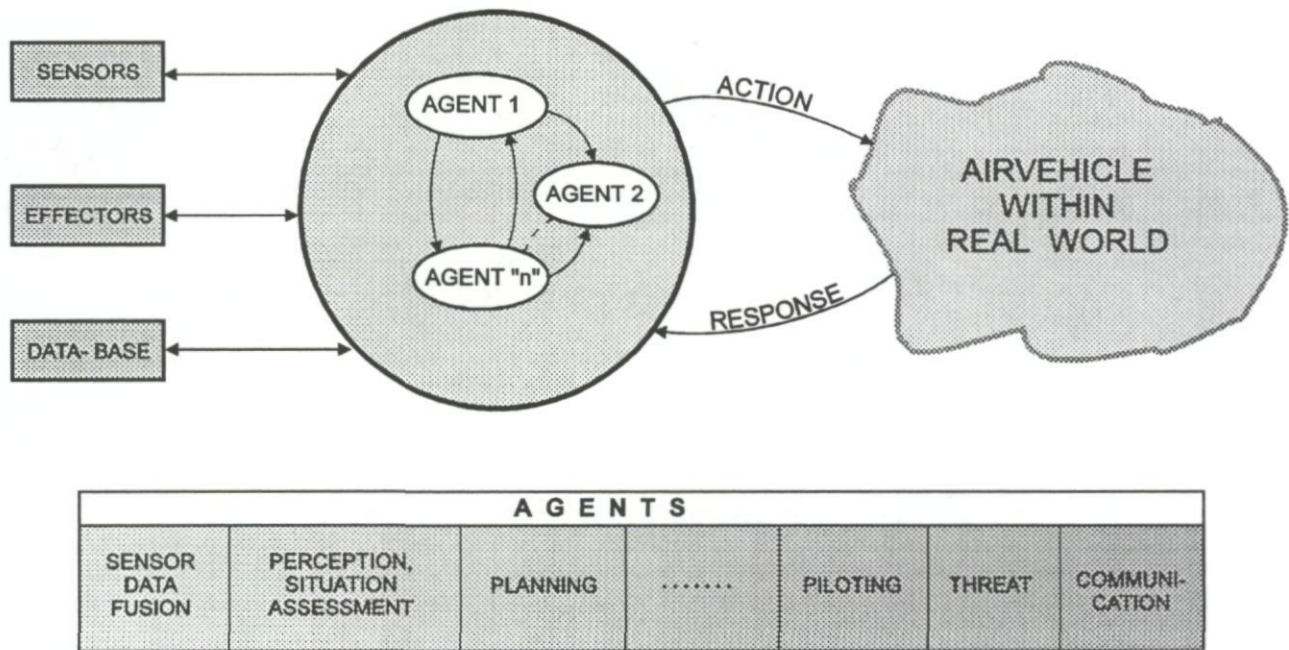 SENSORS
EFFECTORS
DATA- BASE
AGENT 1
AGENT 2
AGENT "n"
ACTION
RESPONSE
AIRVEHICLE
WITHIN
REAL WORLD
A G E N T S
SENSOR
DATA
FUSION
PERCEPTION,
SITUATION
ASSESSMENT
PLANNING
.......
PILOTING
THREAT
COMMUNI-
CATION